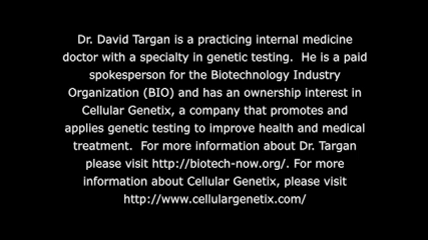 Dr. David Targan is a practicing internal medicine
doctor with a specialty in genetic testing.  He is a paid
spokesperson for the Biotechnology Industry
Organization (BIO) and has an ownership interest in
Cellular Genetix, a company that promotes and
applies genetic testing to improve health and medical
treatment.  For more information about Dr. Targan
please visit http://biotech-now.org/. For more
information about Cellular Genetix, please visit
http://www.cellulargenetix.com/